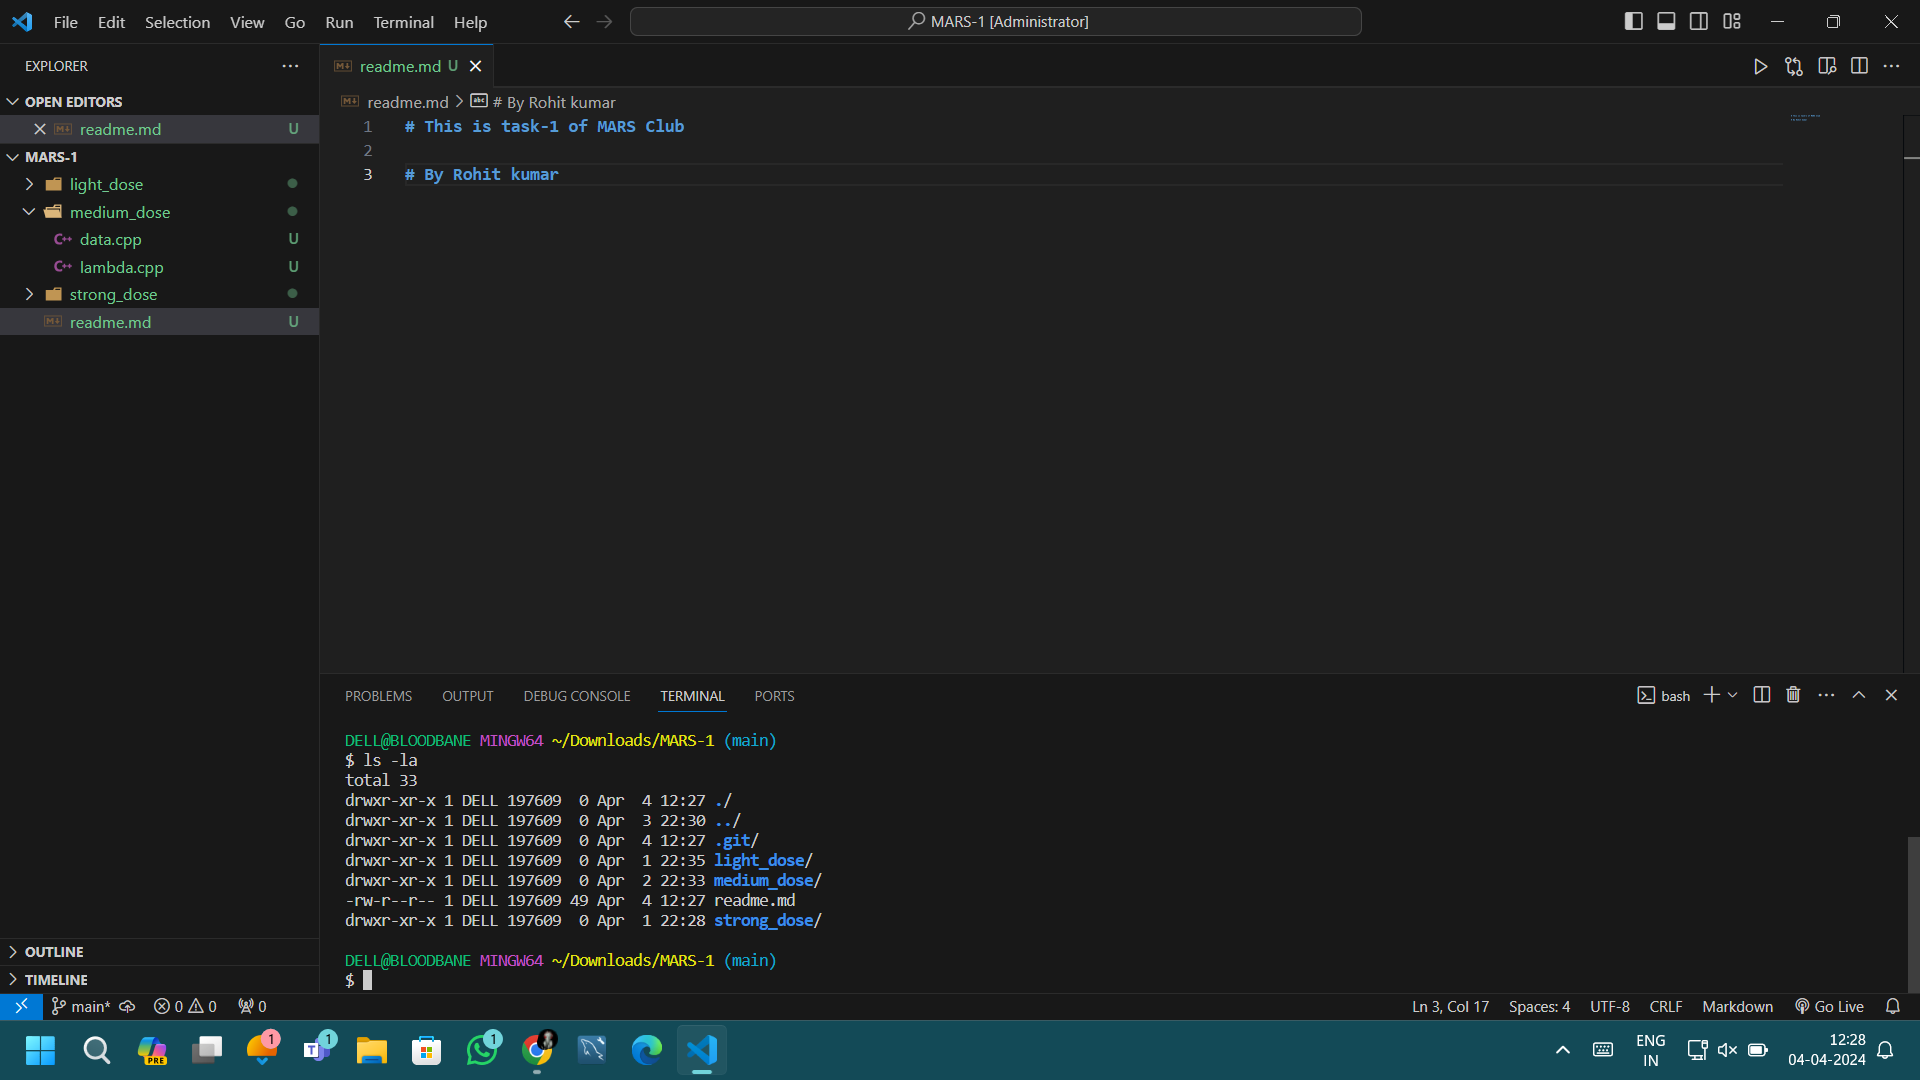 File Edit Selection View Go Run Terminal Help MARS-1 [Administrator]
EXPLORER
OPEN EDITORS
readme.md U
MARS-1
light_dose
medium_dose
data.cpp U
lambda.cpp U
strong_dose
readme.md U
OUTLINE
TIMELINE
readme.md U
readme.md > # By Rohit kumar
1 # This is task-1 of MARS Club
2
3 # By Rohit kumar
PROBLEMS OUTPUT DEBUG CONSOLE TERMINAL PORTS
bash
DELL@BLOODBANE MINGW64 ~/Downloads/MARS-1 (main)
$ ls -la
total 33
drwxr-xr-x 1 DELL 197609  0 Apr  4 12:27 ./
drwxr-xr-x 1 DELL 197609  0 Apr  3 22:30 ../
drwxr-xr-x 1 DELL 197609  0 Apr  4 12:27 .git/
drwxr-xr-x 1 DELL 197609  0 Apr  1 22:35 light_dose/
drwxr-xr-x 1 DELL 197609  0 Apr  2 22:33 medium_dose/
-rw-r--r-- 1 DELL 197609 49 Apr  4 12:27 readme.md
drwxr-xr-x 1 DELL 197609  0 Apr  1 22:28 strong_dose/
DELL@BLOODBANE MINGW64 ~/Downloads/MARS-1 (main)
$
main* 0 0 0 Ln 3, Col 17 Spaces: 4 UTF-8 CRLF Markdown Go Live
PRE 1 1 1
ENG
IN
12:28
04-04-2024